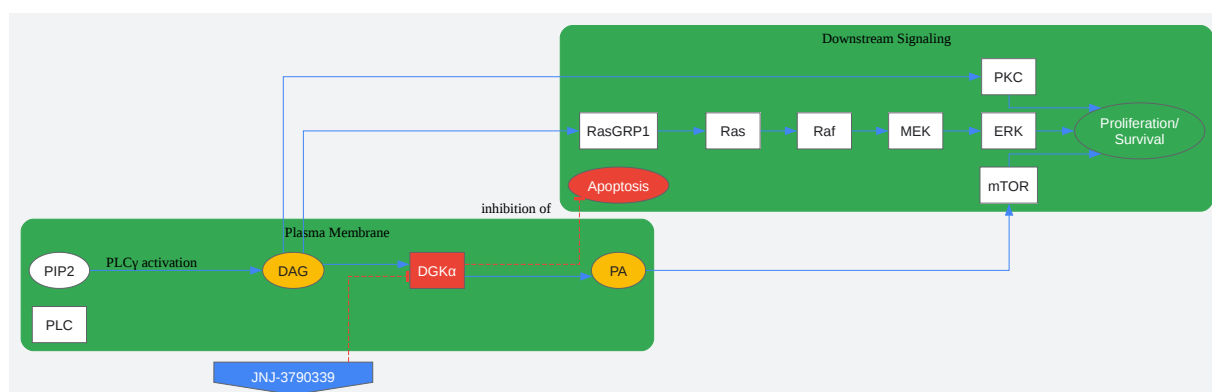 Downstream Signaling
PKC
RasGRP1
Ras
Raf
MEK
ERK
Proliferation/
Survival
Apoptosis
mTOR
inhibition of
Plasma Membrane
PIP2
PLCγ activation
DAG
DGKα
PA
PLC
JNJ-3790339